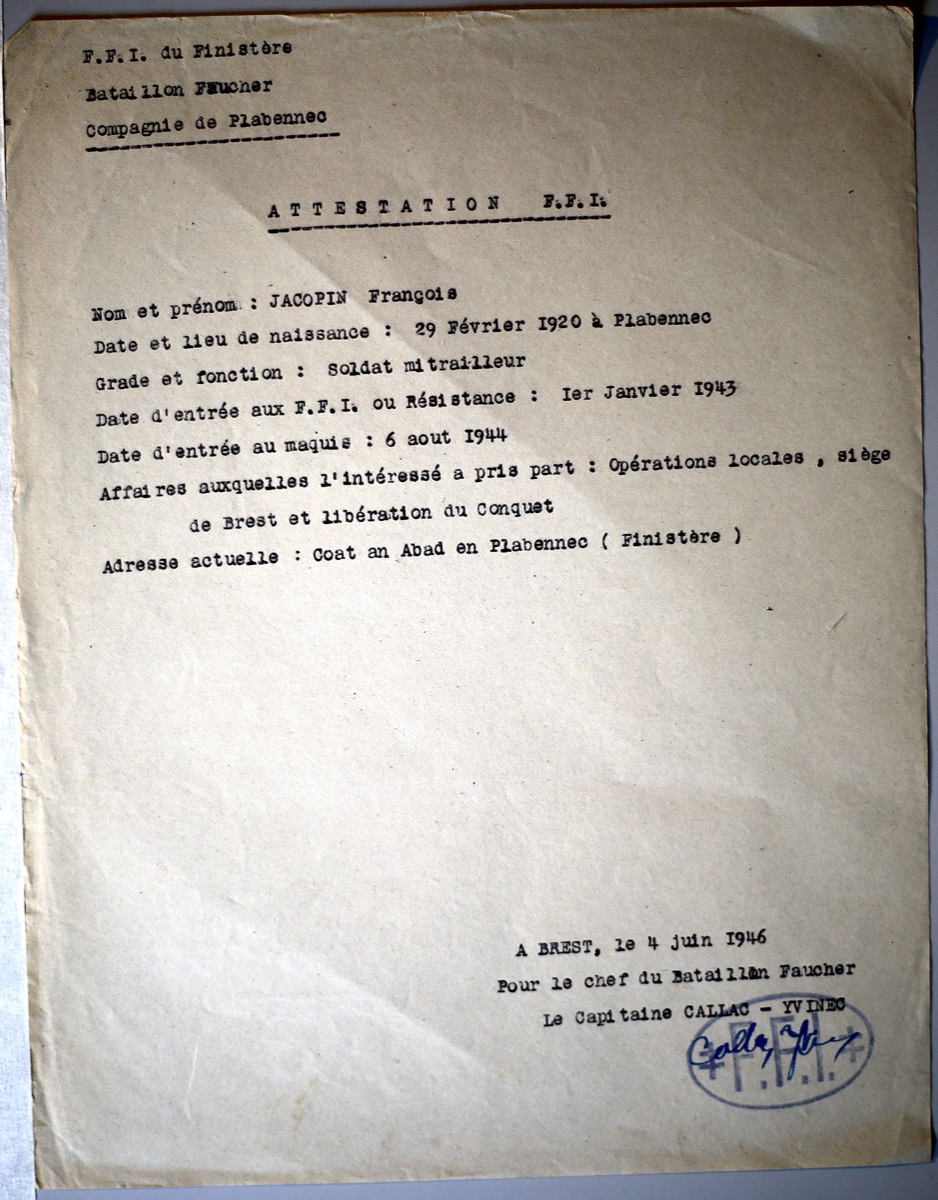 F.F.I. du Finistère
Bataillon Faucher
Compagnie de Plabennec
A T T E S T A T I O N F.F.I.
Nom et prénom : JACOPIN François
Date et lieu de naissance : 29 Février 1920 à Plabennec
Grade et fonction : Soldat mitrailleur
Date d'entrée aux F.F.I. ou Résistance : 1er Janvier 1943
Date d'entrée au maquis : 6 aout 1944
Affaires auxquelles l'intéressé a pris part : Opérations locales , siège
de Brest et libération du Conquet
Adresse actuelle : Coat an Abad en Plabennec ( Finistère )
A BREST, le 4 juin 1946
Pour le chef du Bataillon Faucher
Le Capitaine CALLAC - YVINEC
F.F.I.